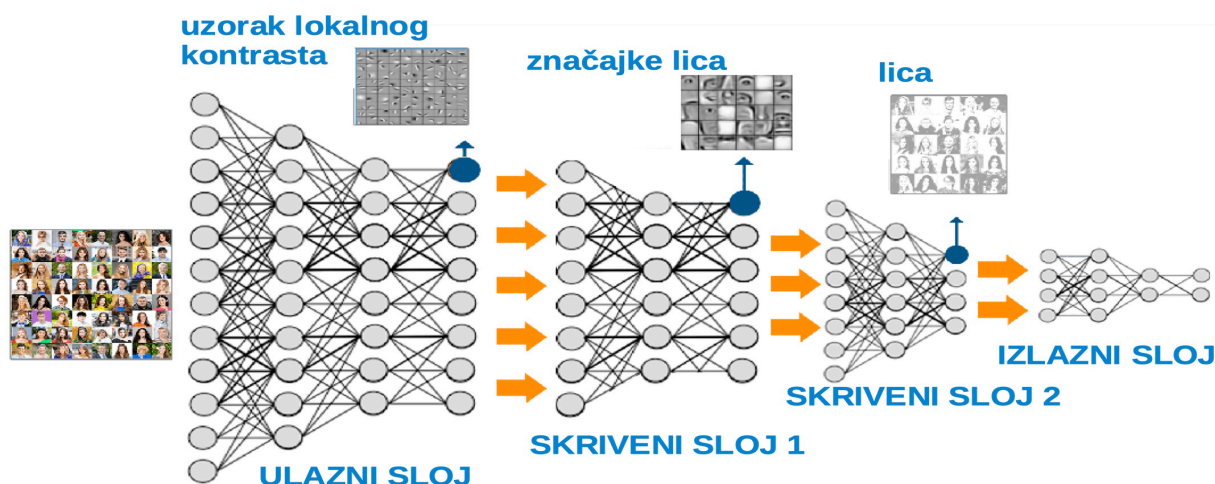 uzorak lokalnog
kontrasta
značajke lica
lica
IZLAZNI SLOJ
SKRIVENI SLOJ 2
SKRIVENI SLOJ 1
ULAZNI SLOJ